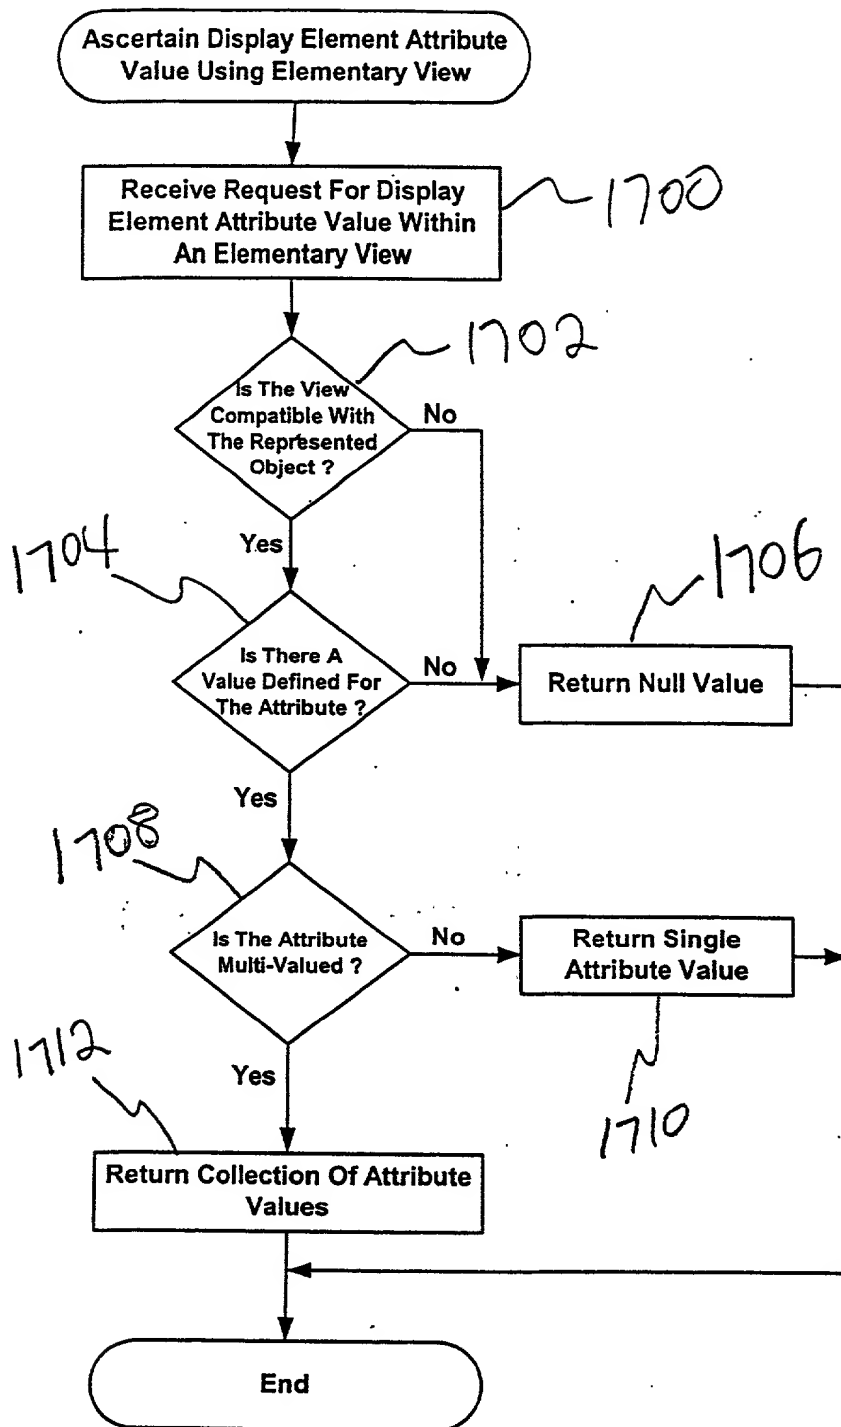 Ascertain Display Element Attribute
Value Using Elementary View
Receive Request For Display
Element Attribute Value Within
An Elementary View
1700
1702
Is The View
Compatible With
The Represented
Object ?
No
Yes
1704
1706
Is There A
Value Defined For
The Attribute ?
No
Return Null Value
Yes
1708
Is The Attribute
Multi-Valued ?
No
Return Single
Attribute Value
1710
1712
Yes
Return Collection Of Attribute
Values
End